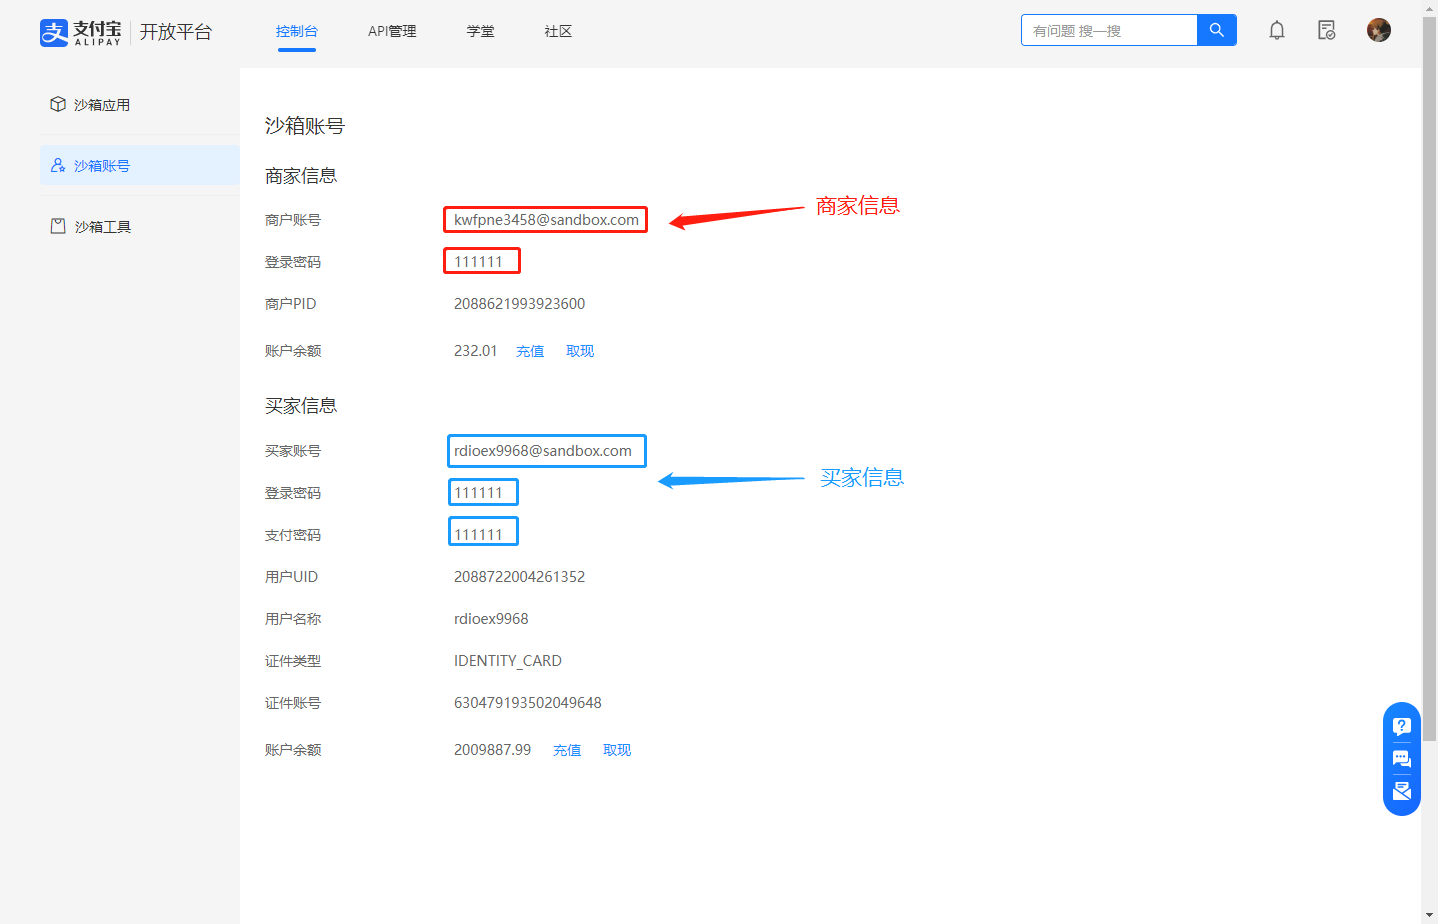 支付宝 ALIPAY 开放平台 控制台 API管理 学堂 社区 有问题 搜一搜
沙箱应用
沙箱账号
沙箱工具
沙箱账号
商家信息
商户账号 kwfpne3458@sandbox.com 商家信息
登录密码 111111
商户PID 2088621993923600
账户余额 232.01 充值 取现
买家信息
买家账号 rdioex9968@sandbox.com
买家信息
登录密码 111111
支付密码 111111
用户UID 2088722004261352
用户名称 rdioex9968
证件类型 IDENTITY_CARD
证件账号 630479193502049648
账户余额 2009887.99 充值 取现